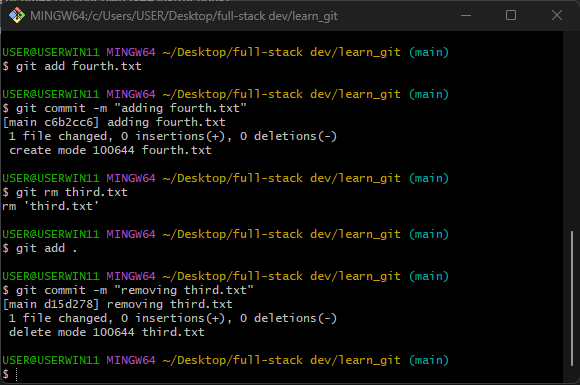 MINGW64:/c/Users/USER/Desktop/full-stack dev/learn_git
USER@USERWIN11 MINGW64 ~/Desktop/full-stack dev/learn_git (main)
$ git add fourth.txt
USER@USERWIN11 MINGW64 ~/Desktop/full-stack dev/learn_git (main)
$ git commit -m "adding fourth.txt"
[main c6b2cc6] adding fourth.txt
 1 file changed, 0 insertions(+), 0 deletions(-)
 create mode 100644 fourth.txt
USER@USERWIN11 MINGW64 ~/Desktop/full-stack dev/learn_git (main)
$ git rm third.txt
rm 'third.txt'
USER@USERWIN11 MINGW64 ~/Desktop/full-stack dev/learn_git (main)
$ git add .
USER@USERWIN11 MINGW64 ~/Desktop/full-stack dev/learn_git (main)
$ git commit -m "removing third.txt"
[main d15d278] removing third.txt
 1 file changed, 0 insertions(+), 0 deletions(-)
 delete mode 100644 third.txt
USER@USERWIN11 MINGW64 ~/Desktop/full-stack dev/learn_git (main)
$